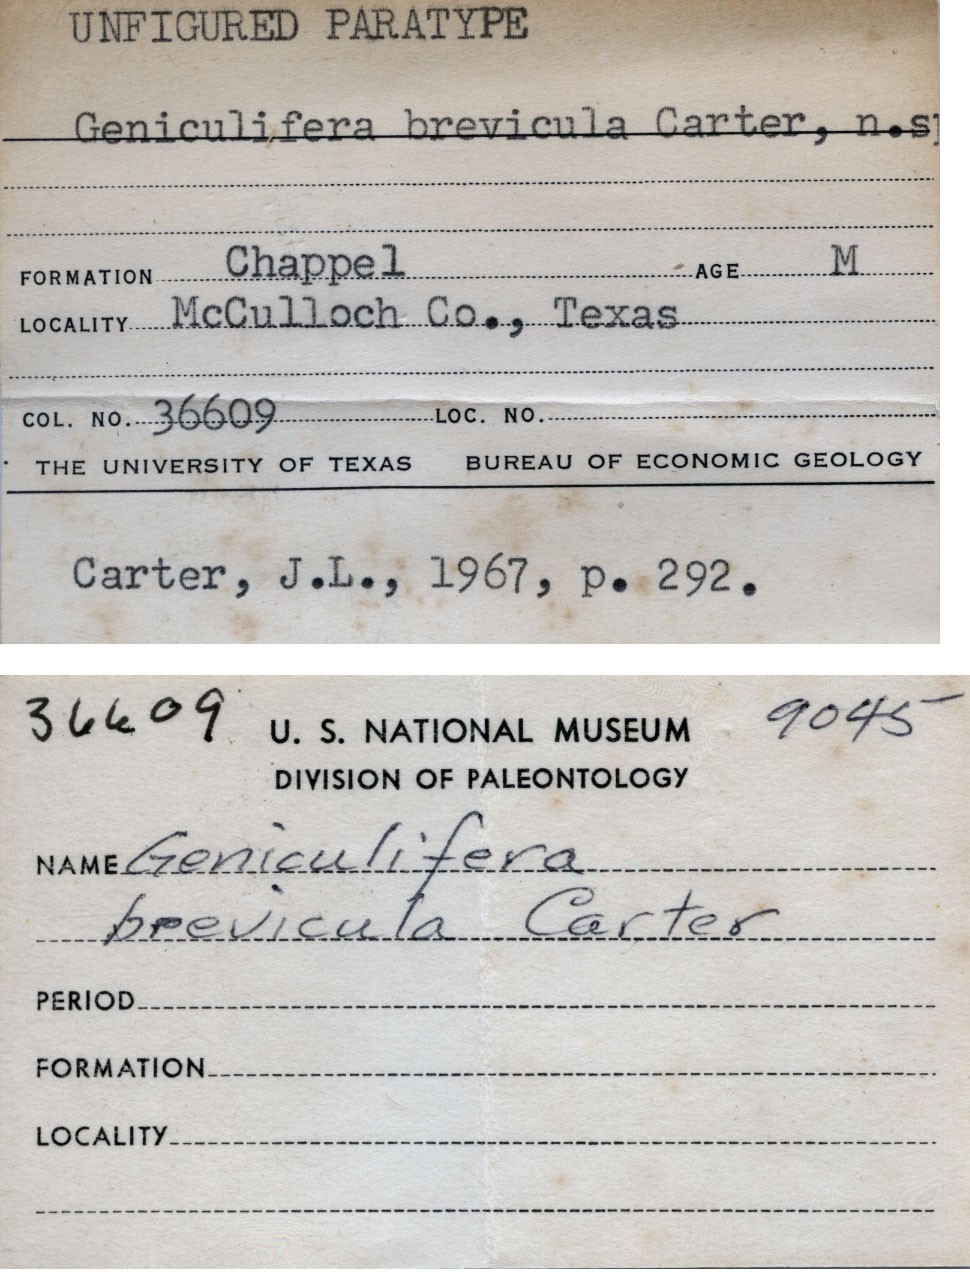 UNFIGURED PARATYPE
Geniculifera brevicula Carter, n.sp
FORMATION Chappel AGE M
LOCALITY McCulloch Co., Texas
COL. NO. 36609 LOC. NO.
THE UNIVERSITY OF TEXAS BUREAU OF ECONOMIC GEOLOGY
Carter, J.L., 1967, p. 292.
36609 U. S. NATIONAL MUSEUM 9045
DIVISION OF PALEONTOLOGY
NAME Geniculifera
brevicula Carter
PERIOD
FORMATION
LOCALITY